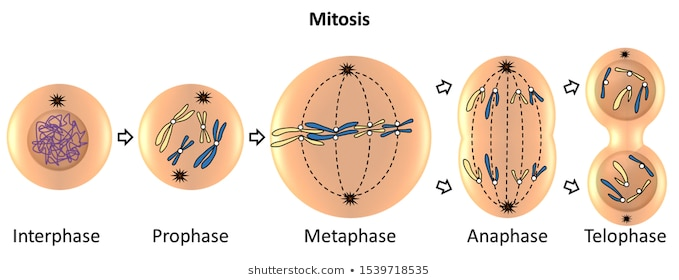 Mitosis
Interphase
Prophase
Metaphase
Anaphase
Telophase
shutterstock.com • 1539718535